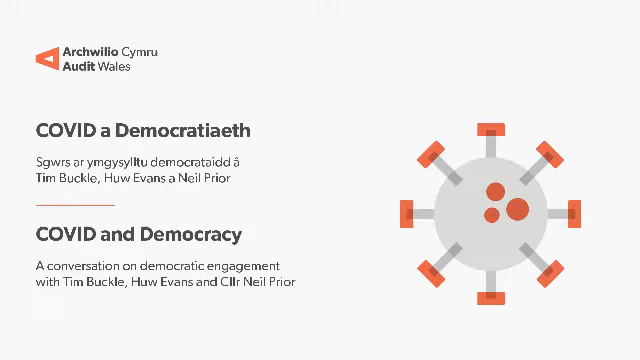 Archwilio Cymru
Audit Wales
COVID a Democratiaeth
Sgwrs ar ymgysylltu democrataidd â
Tim Buckle, Huw Evans a Neil Prior
COVID and Democracy
A conversation on democratic engagement
with Tim Buckle, Huw Evans and Cllr Neil Prior